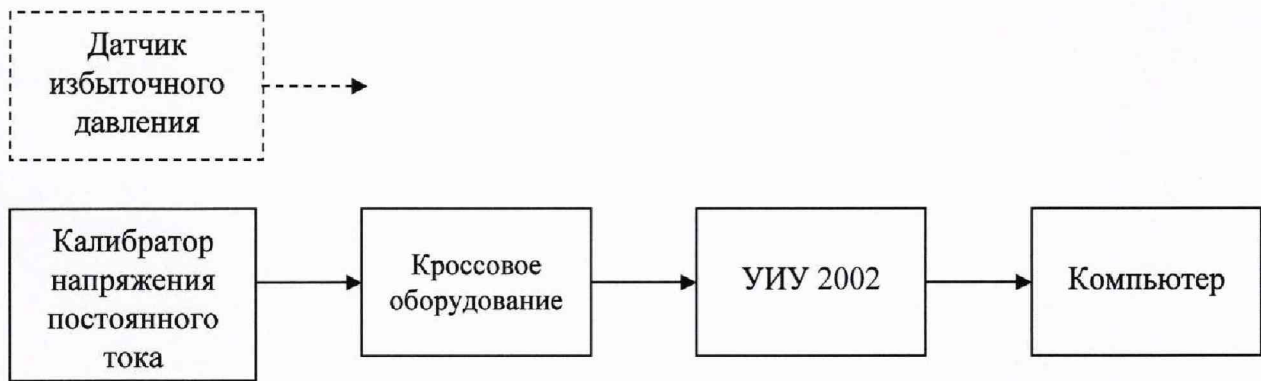 Датчик
избыточного
давления
Калибратор
напряжения
постоянного
тока
Кроссовое
оборудование
УИУ 2002
Компьютер